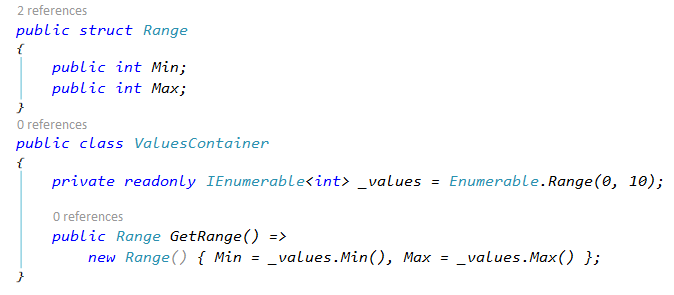 2 references
public struct Range
{
public int Min;
public int Max;
}
0 references
public class ValuesContainer
{
private readonly IEnumerable<int> _values = Enumerable.Range(0, 10);
0 references
public Range GetRange() =>
new Range() { Min = _values.Min(), Max = _values.Max() };
}